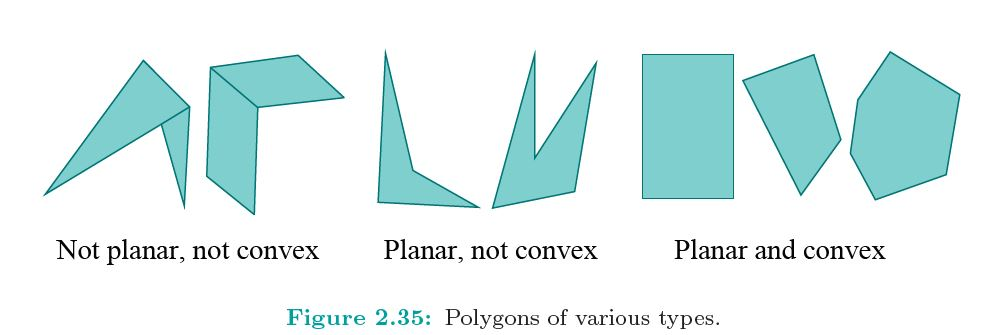 Not planar, not convex
Planar, not convex
Planar and convex
Figure 2.35: Polygons of various types.